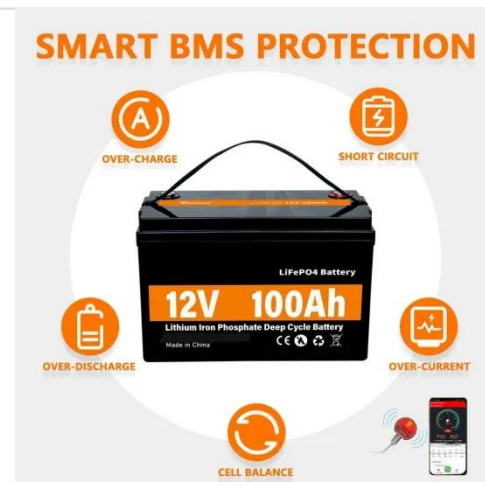 SMART BMS PROTECTION
OVER-CHARGE
SHORT CIRCUIT
LiFePO4 Battery
12V 100Ah
Lithium Iron Phosphate Deep Cycle Battery
Made in China
OVER-DISCHARGE
OVER-CURRENT
CELL BALANCE